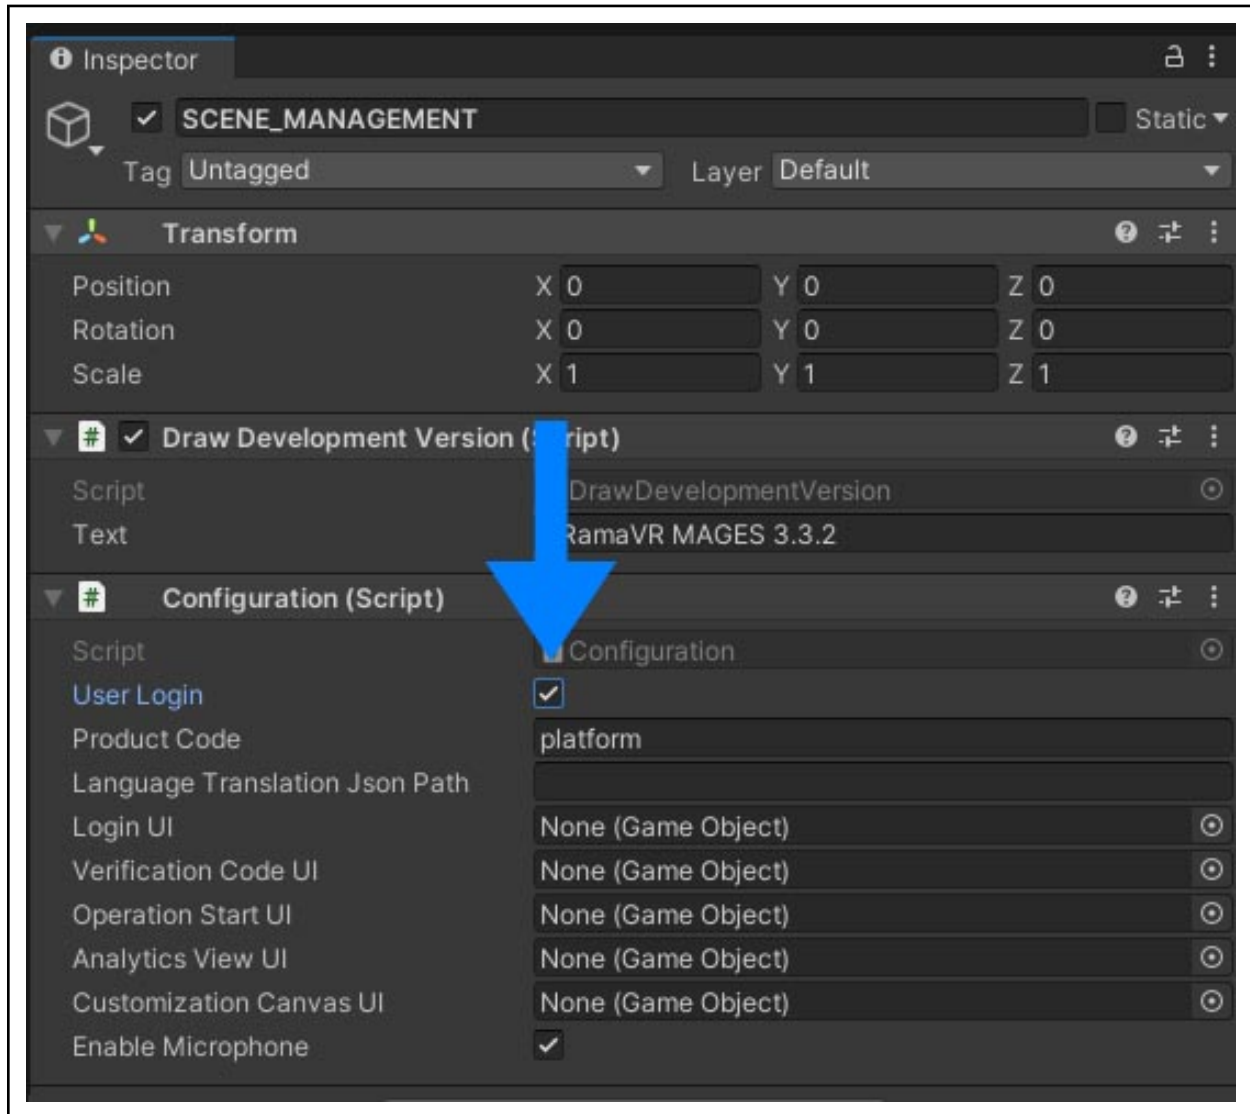 Inspector
SCENE_MANAGEMENT Static
Tag Untagged Layer Default
Transform
Position X 0 Y 0 Z 0
Rotation X 0 Y 0 Z 0
Scale X 1 Y 1 Z 1
# Draw Development Version (ript)
Script DrawDevelopmentVersion
Text RamaVR MAGES 3.3.2
# Configuration (Script)
Script Configuration
User Login
Product Code platform
Language Translation Json Path
Login UI None (Game Object)
Verification Code UI None (Game Object)
Operation Start UI None (Game Object)
Analytics View UI None (Game Object)
Customization Canvas UI None (Game Object)
Enable Microphone